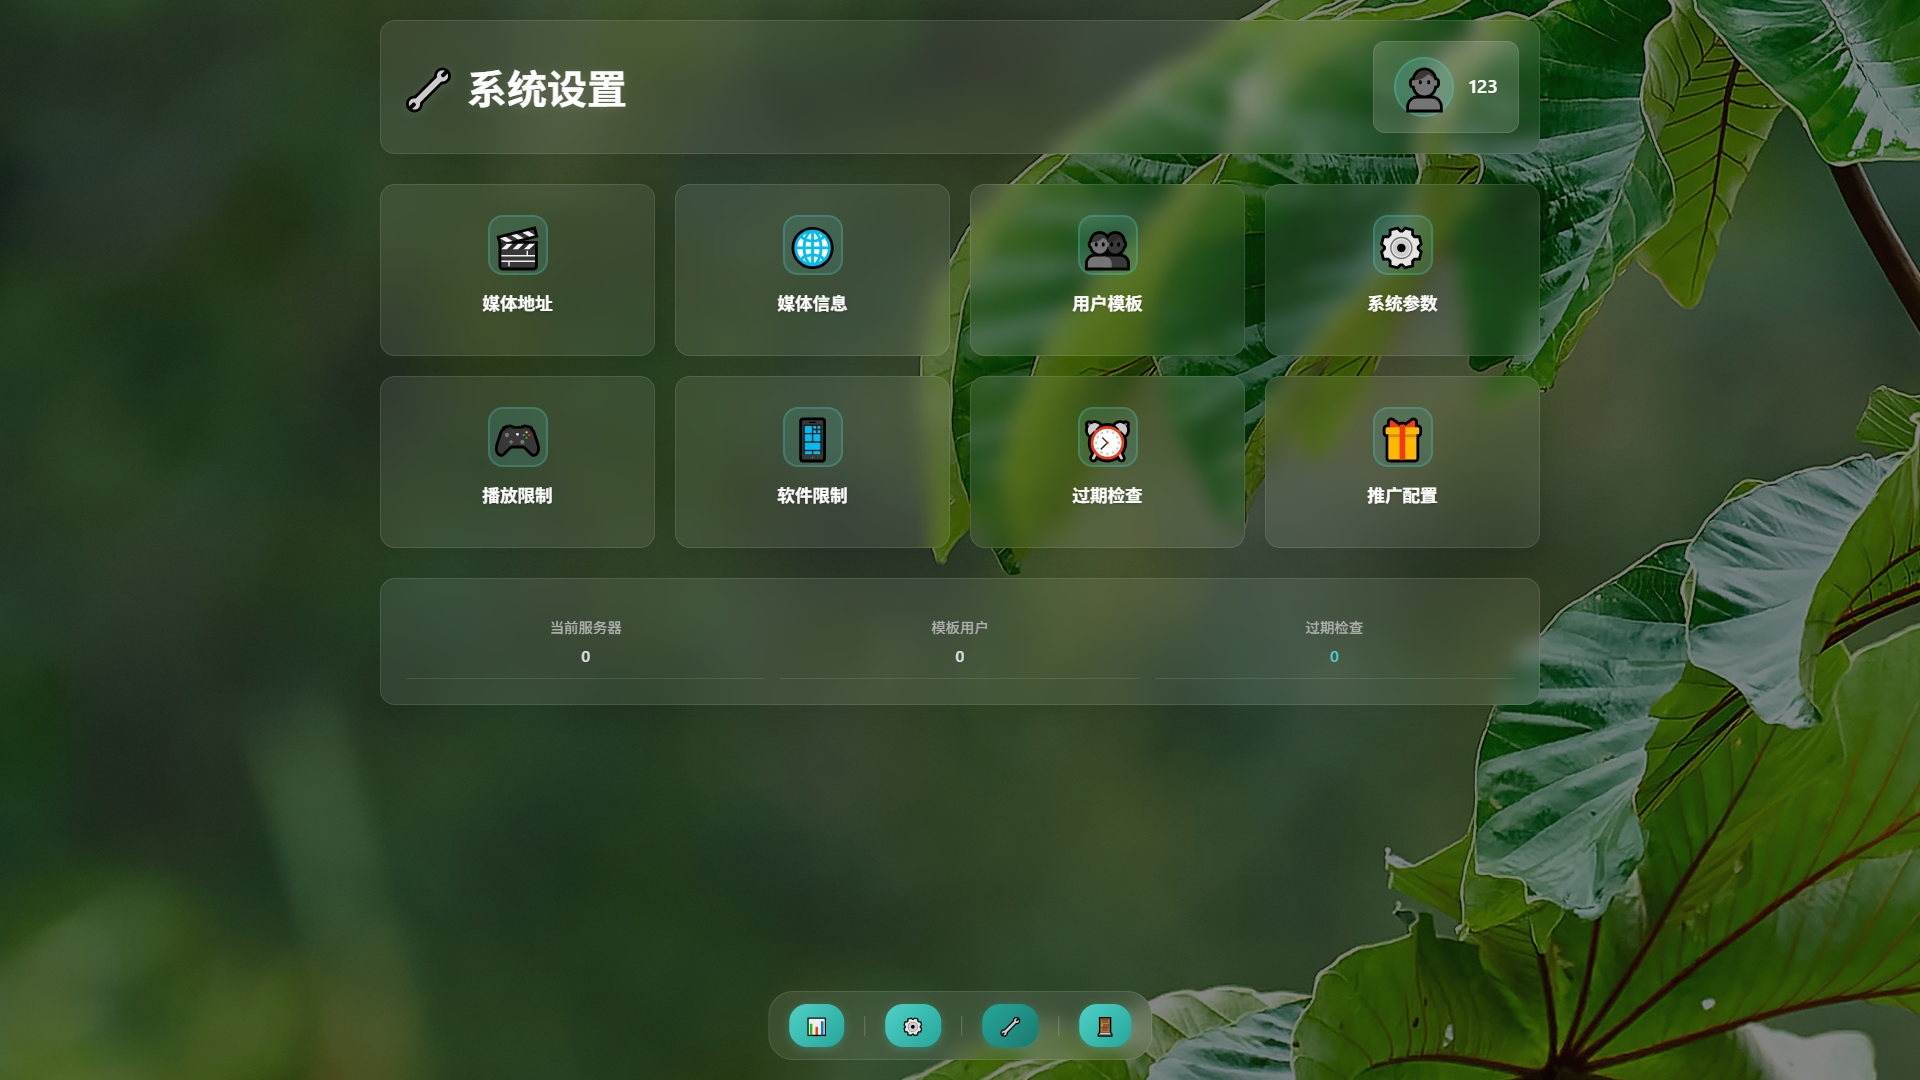 系统设置
123
媒体地址
媒体信息
用户模板
系统参数
播放限制
软件限制
过期检查
推广配置
当前服务器
模板用户
过期检查
0
0
0